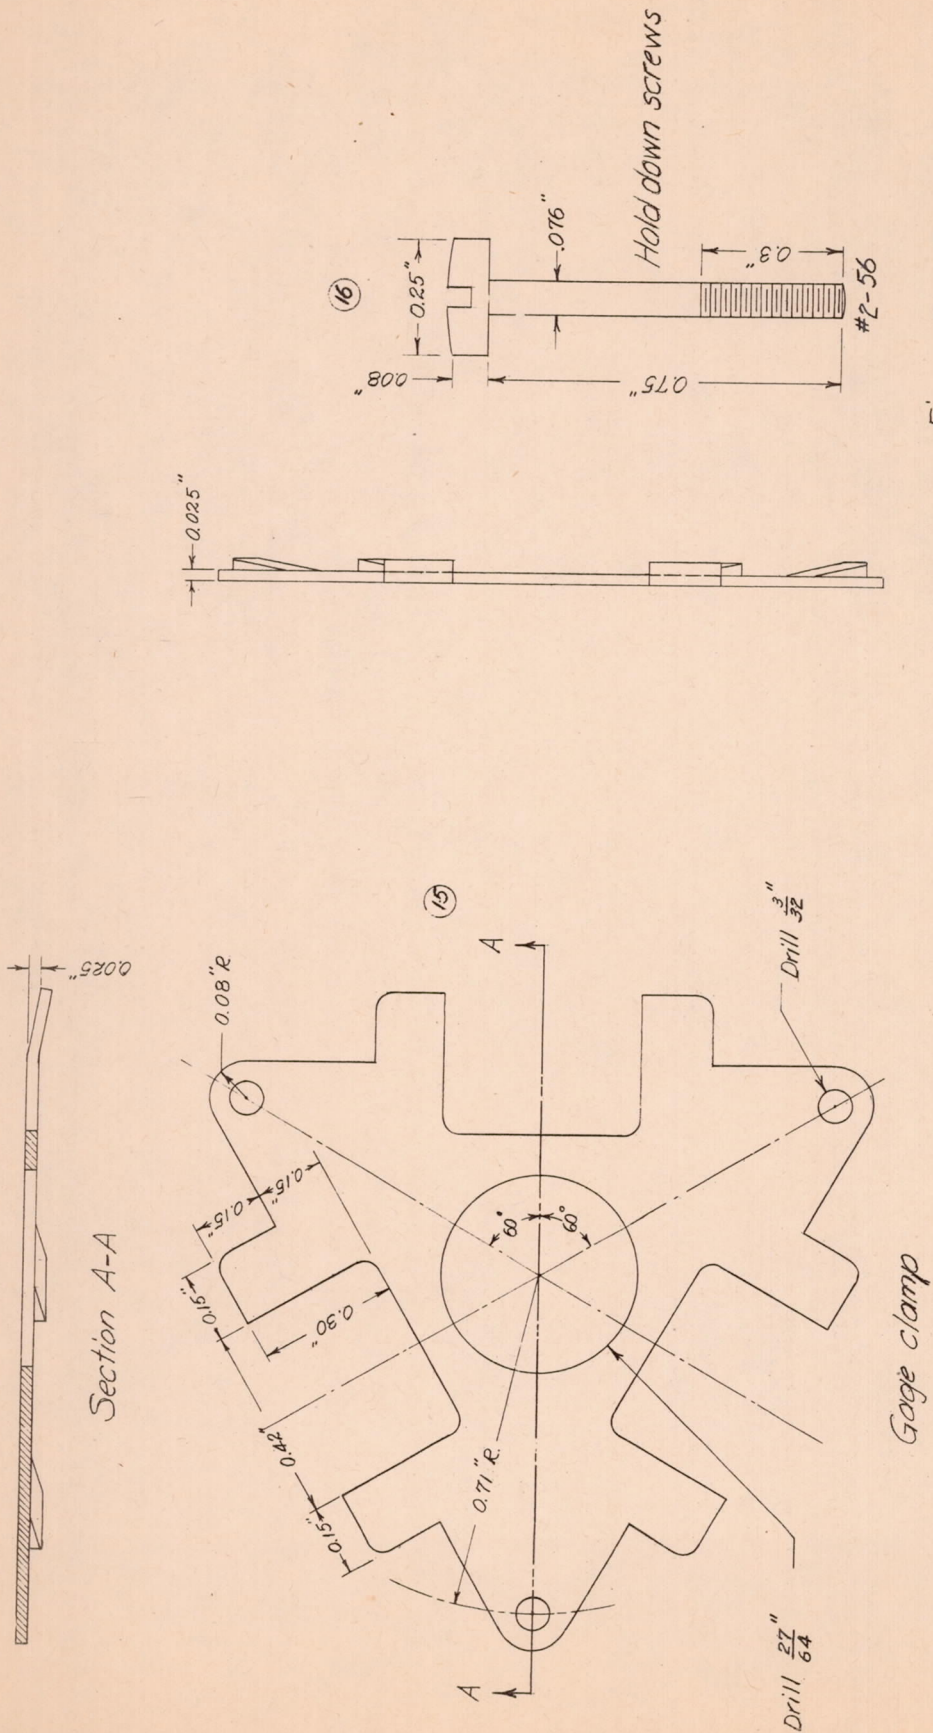 0.025"
Section A-A
0.08"R.
0.15"
0.15"
0.15"
0.30"
0.42"
0.15"
0.71"R.
60°
60°
A
A
15
Drill 3/32"
Drill 27/64"
Gage clamp
0.025"
16
0.25"
0.08"
.076"
0.75"
0.3"
#2-56
Hold down screws